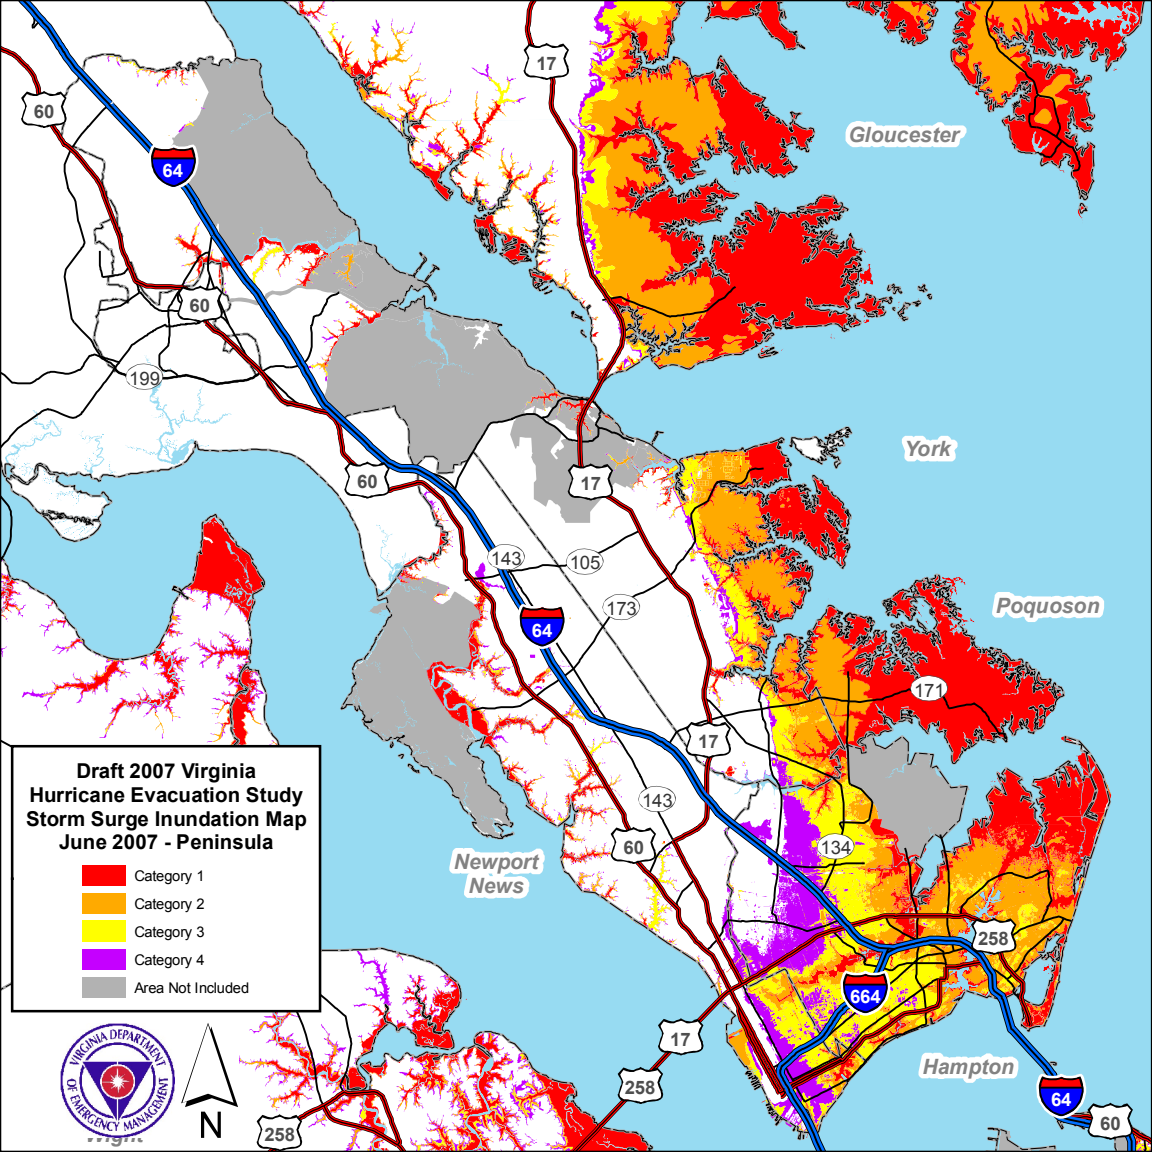 17
60
Gloucester
64
60
199
York
60
17
143
105
173
Poquoson
64
171
17
143
134
60
Newport
News
258
664
17
Hampton
258
64
60
258
Draft 2007 Virginia
Hurricane Evacuation Study
Storm Surge Inundation Map
June 2007 - Peninsula
Category 1
Category 2
Category 3
Category 4
Area Not Included
VIRGINIA DEPARTMENT
OF EMERGENCY MANAGEMENT
N
Wight